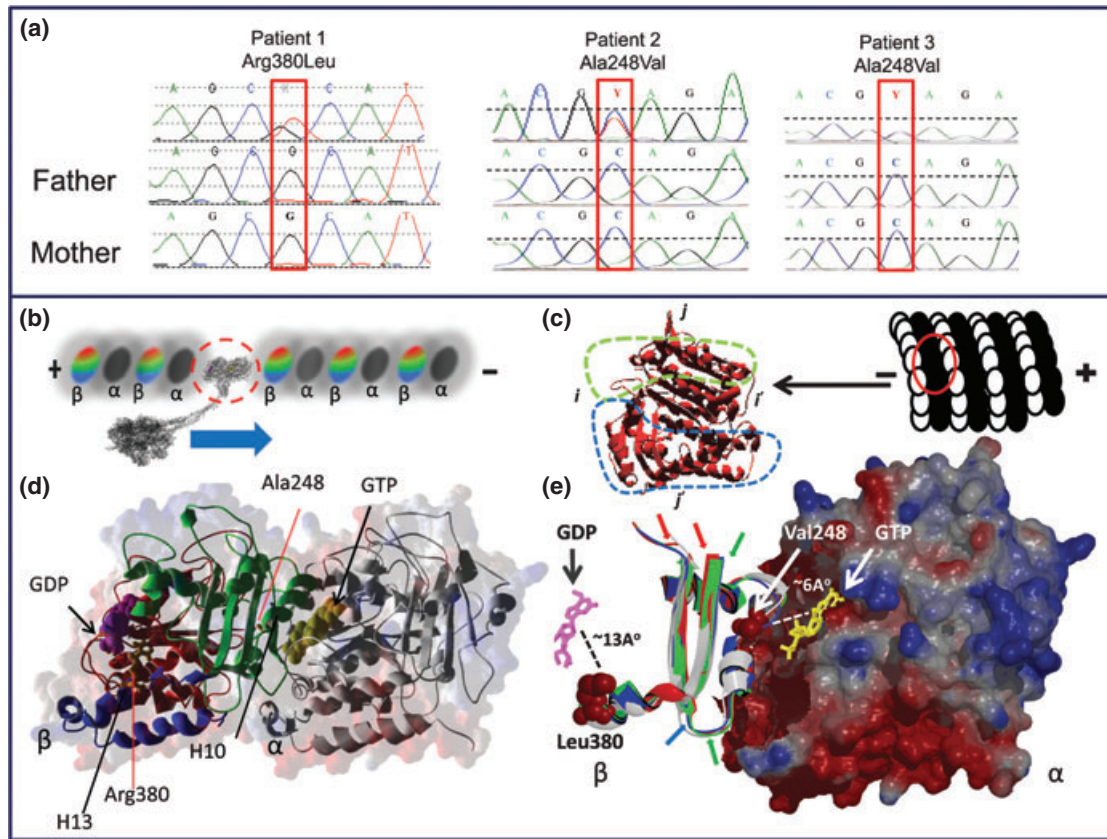 (a)
Patient 1
Arg380Leu
Patient 2
Ala248Val
Patient 3
Ala248Val
A G C K C A T
A C G Y A G A
A C G Y A G A
Father
A G C G C A T
A C G C A G A
A C G C A G A
Mother
A G C G C A T
A C G C A G A
A C G C A G A
(b)
+ β α β α β α β α β α -
(c)
j
i
i'
j'
- +
(d)
Ala248
GTP
GDP
β
α
H10
Arg380
H13
(e)
GDP
Val248
GTP
~6A°
~13A°
Leu380
β
α